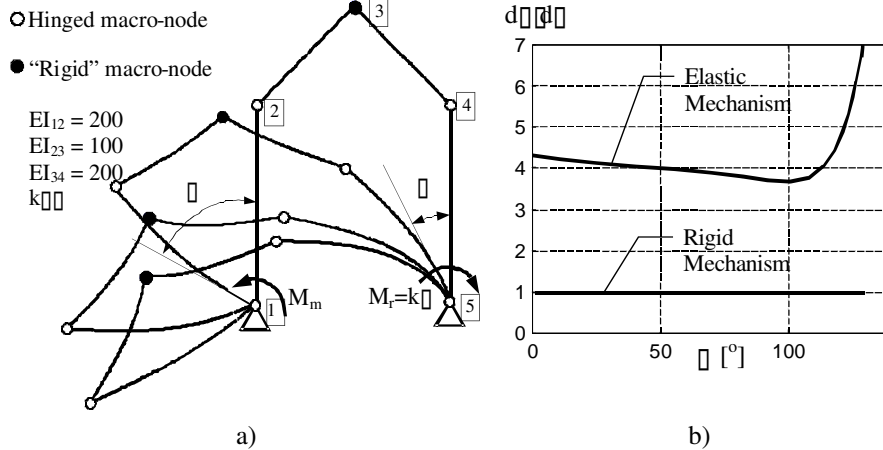 Hinged macro-node
"Rigid" macro-node
EI12 = 200
EI23 = 100
EI34 = 200
k▯▯
▯
▯
1
2
3
4
5
Mm
Mr=k▯
a)
d▯▯d▯
7
6
5
4
3
2
1
0
Elastic
Mechanism
Rigid
Mechanism
0
50
100
▯ [o]
b)